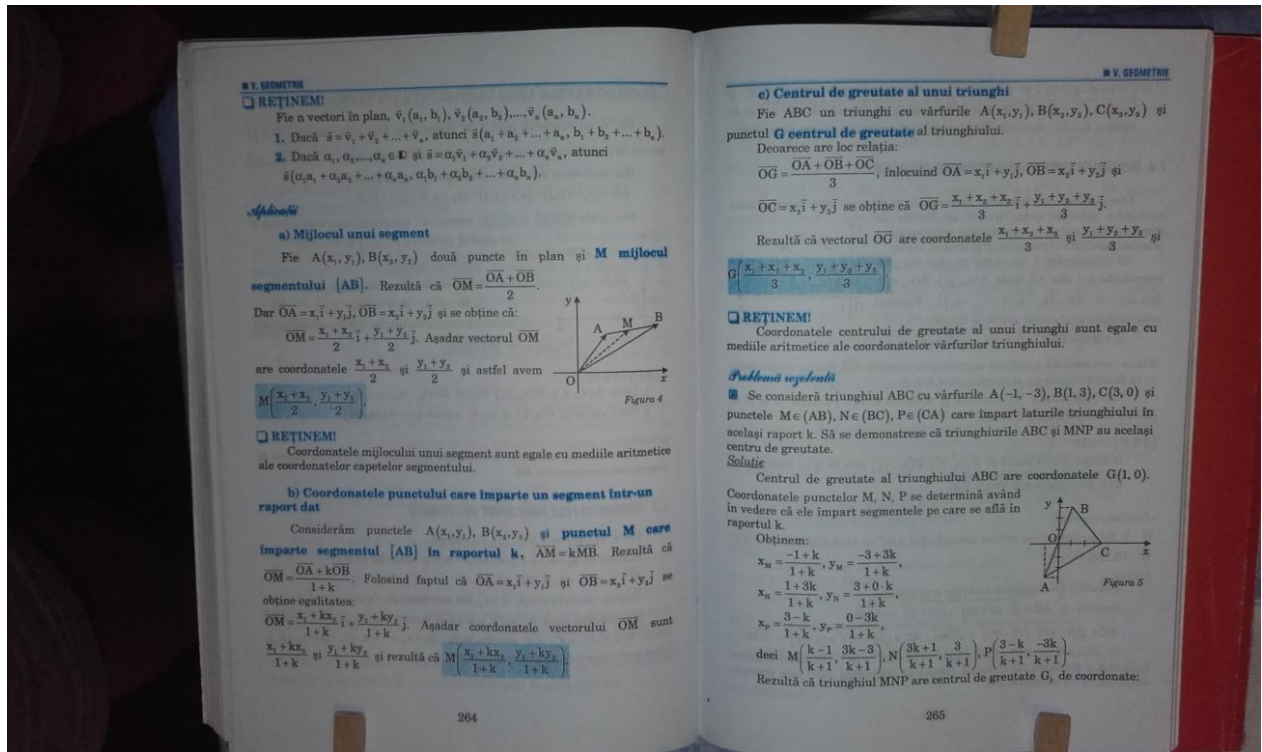 ■ V. GEOMETRIE
❑ REȚINEM!
Fie n vectori în plan, v̄₁(a₁, b₁), v̄₂(a₂, b₂),...,v̄ₙ(aₙ, bₙ).
1. Dacă s̄ = v̄₁ + v̄₂ + ... + v̄ₙ, atunci s̄(a₁ + a₂ + ... + aₙ, b₁ + b₂ + ... + bₙ).
2. Dacă α₁, α₂,...,αₙ ∈ ℝ și s̄ = α₁v̄₁ + α₂v̄₂ + ... + αₙv̄ₙ, atunci
s̄(α₁a₁ + α₂a₂ + ... + αₙaₙ, α₁b₁ + α₂b₂ + ... + αₙbₙ).
Aplicații
a) Mijlocul unui segment
Fie A(x₁, y₁), B(x₂, y₂) două puncte în plan și M mijlocul
segmentului [AB]. Rezultă că OM = (OA + OB)/2.
Dar OA = x₁i + y₁j, OB = x₂i + y₂j și se obține că:
OM = (x₁ + x₂)/2 i + (y₁ + y₂)/2 j. Așadar vectorul OM
are coordonatele (x₁ + x₂)/2 și (y₁ + y₂)/2 și astfel avem
M((x₁ + x₂)/2, (y₁ + y₂)/2).
y
A M B
O x
Figura 4
❑ REȚINEM!
Coordonatele mijlocului unui segment sunt egale cu mediile aritmetice
ale coordonatelor capetelor segmentului.
b) Coordonatele punctului care împarte un segment într-un
raport dat
Considerăm punctele A(x₁,y₁), B(x₂,y₂) și punctul M care
împarte segmentul [AB] în raportul k, AM = kMB. Rezultă că
OM = (OA + kOB)/(1 + k). Folosind faptul că OA = x₁i + y₁j și OB = x₂i + y₂j se
obține egalitatea:
OM = (x₁ + kx₂)/(1 + k) i + (y₁ + ky₂)/(1 + k) j. Așadar coordonatele vectorului OM sunt
(x₁ + kx₂)/(1 + k) și (y₁ + ky₂)/(1 + k) și rezultă că M((x₁ + kx₂)/(1 + k), (y₁ + ky₂)/(1 + k)).
264
■ V. GEOMETRIE
c) Centrul de greutate al unui triunghi
Fie ABC un triunghi cu vârfurile A(x₁,y₁), B(x₂,y₂), C(x₃,y₃) și
punctul G centrul de greutate al triunghiului.
Deoarece are loc relația:
OG = (OA + OB + OC)/3, înlocuind OA = x₁i + y₁j, OB = x₂i + y₂j și
OC = x₃i + y₃j se obține că OG = (x₁ + x₂ + x₃)/3 i + (y₁ + y₂ + y₃)/3 j.
Rezultă că vectorul OG are coordonatele (x₁ + x₂ + x₃)/3 și (y₁ + y₂ + y₃)/3 și
G((x₁ + x₂ + x₃)/3, (y₁ + y₂ + y₃)/3).
❑ REȚINEM!
Coordonatele centrului de greutate al unui triunghi sunt egale cu
mediile aritmetice ale coordonatelor vârfurilor triunghiului.
Problemă rezolvată
Se consideră triunghiul ABC cu vârfurile A(−1, −3), B(1, 3), C(3, 0) și
punctele M ∈ (AB), N ∈ (BC), P ∈ (CA) care împart laturile triunghiului în
același raport k. Să se demonstreze că triunghiurile ABC și MNP au același
centru de greutate.
Soluție
Centrul de greutate al triunghiului ABC are coordonatele G(1, 0).
Coordonatele punctelor M, N, P se determină având
în vedere că ele împart segmentele pe care se află în
raportul k.
Obținem:
x_M = (−1 + k)/(1 + k), y_M = (−3 + 3k)/(1 + k),
x_N = (1 + 3k)/(1 + k), y_N = (3 + 0·k)/(1 + k),
x_P = (3 − k)/(1 + k), y_P = (0 − 3k)/(1 + k),
y
B
O
C x
A
Figura 5
deci M((k − 1)/(k + 1), (3k − 3)/(k + 1)), N((3k + 1)/(k + 1), 3/(k + 1)), P((3 − k)/(k + 1), −3k/(k + 1)).
Rezultă că triunghiul MNP are centrul de greutate G₁ de coordonate:
265